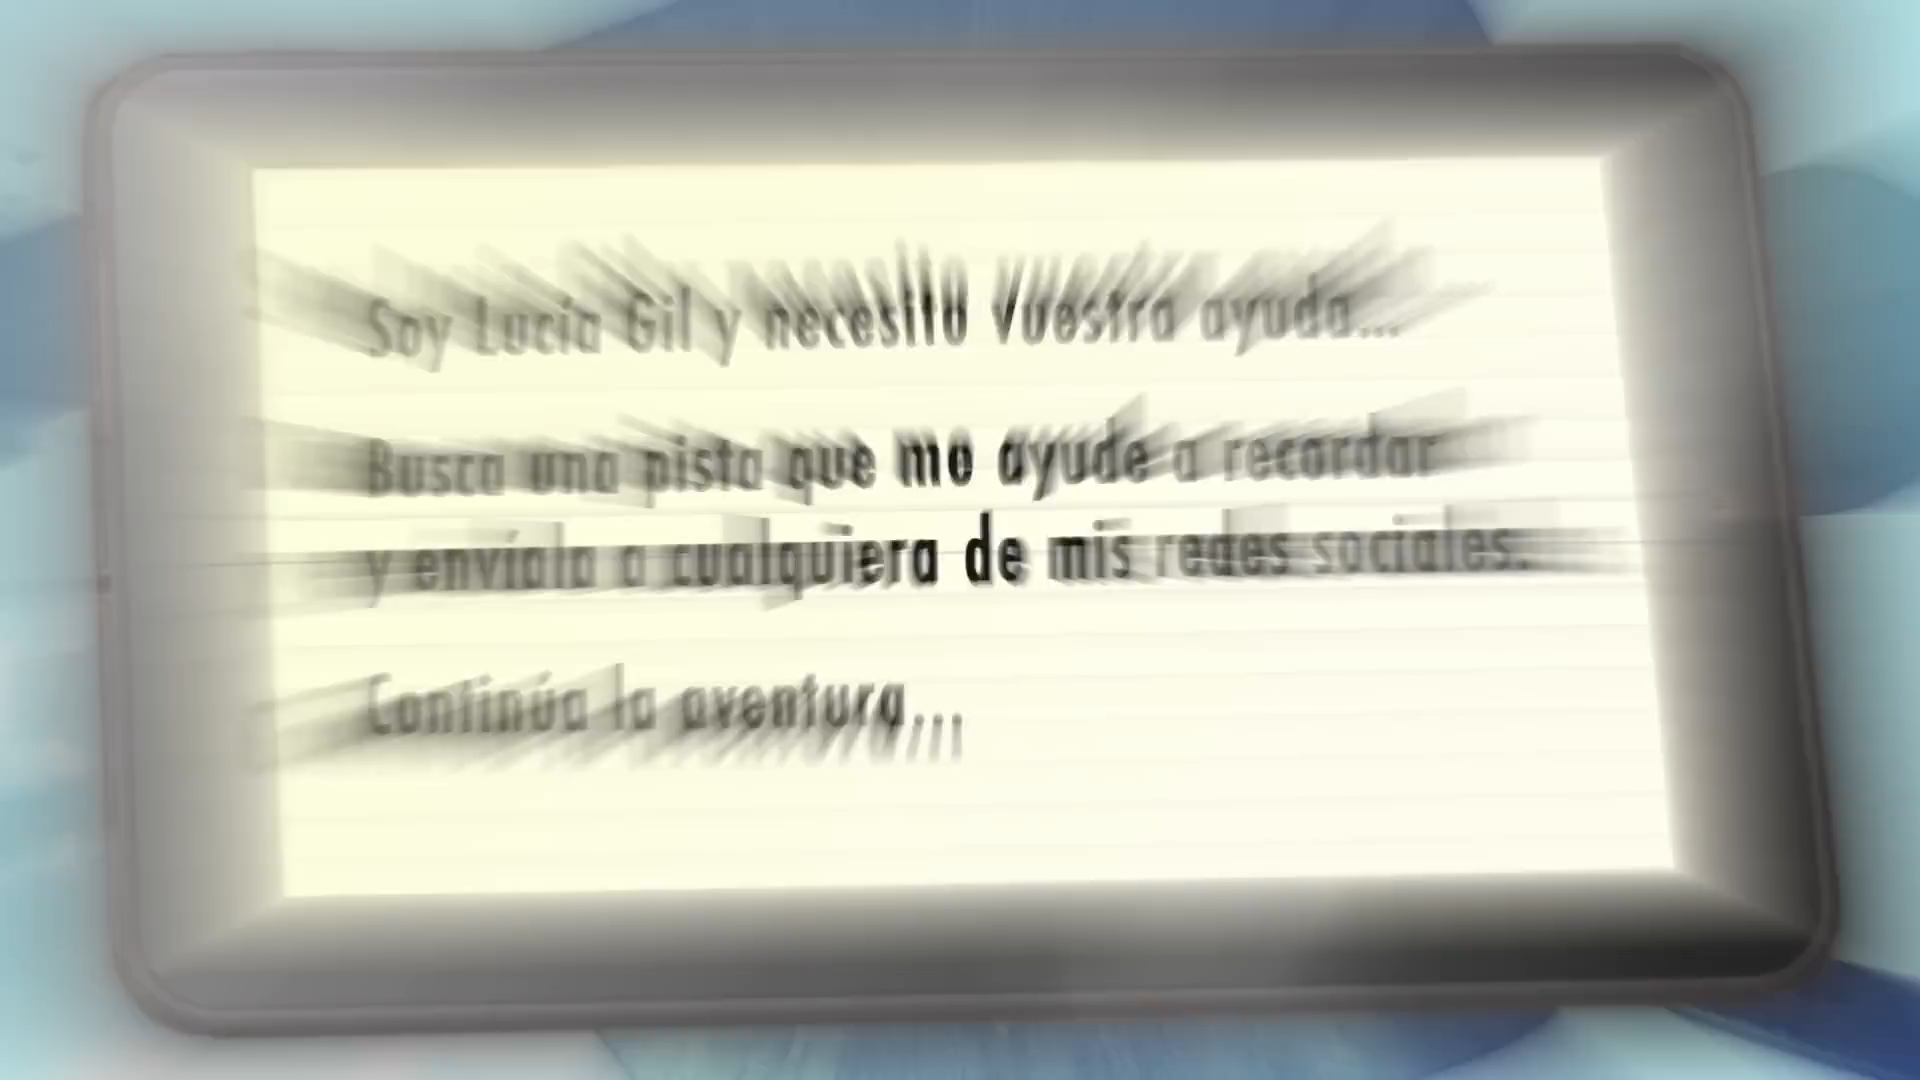 Soy Lucía Gil y necesito vuestra ayuda...
Busca una pista que me ayude a recordar
y envíala a cualquiera de mis redes sociales.
Continúa la aventura...